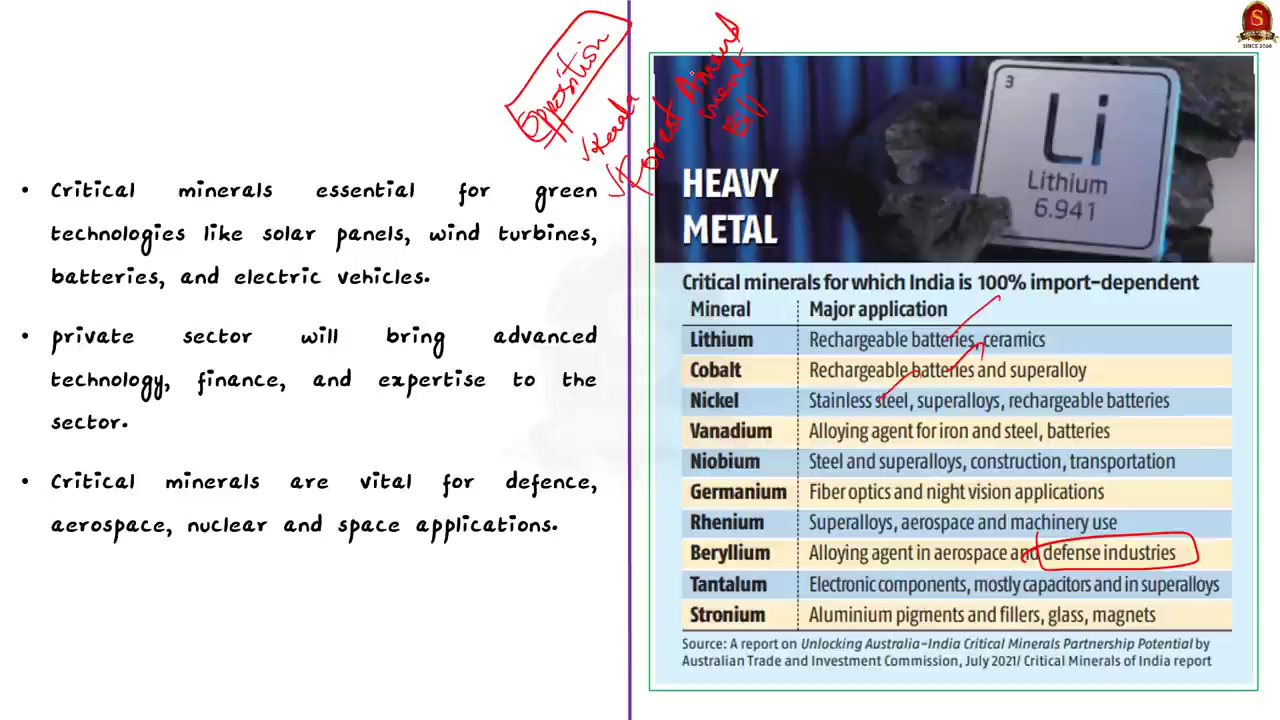 S
SINCE 2004
Opposition
√Kerala
√Forest Amend
ment
Bill
• Critical minerals essential for green
technologies like solar panels, wind turbines,
batteries, and electric vehicles.
• private sector will bring advanced
technology, finance, and expertise to the
sector.
• Critical minerals are vital for defence,
aerospace, nuclear and space applications.
3
Li
Lithium
6.941
HEAVY
METAL
Critical minerals for which India is 100% import-dependent
Mineral Major application
Lithium Rechargeable batteries, ceramics
Cobalt Rechargeable batteries and superalloy
Nickel Stainless steel, superalloys, rechargeable batteries
Vanadium Alloying agent for iron and steel, batteries
Niobium Steel and superalloys, construction, transportation
Germanium Fiber optics and night vision applications
Rhenium Superalloys, aerospace and machinery use
Beryllium Alloying agent in aerospace and defense industries
Tantalum Electronic components, mostly capacitors and in superalloys
Stronium Aluminium pigments and fillers, glass, magnets
Source: A report on Unlocking Australia-India Critical Minerals Partnership Potential by
Australian Trade and Investment Commission, July 2021/ Critical Minerals of India report